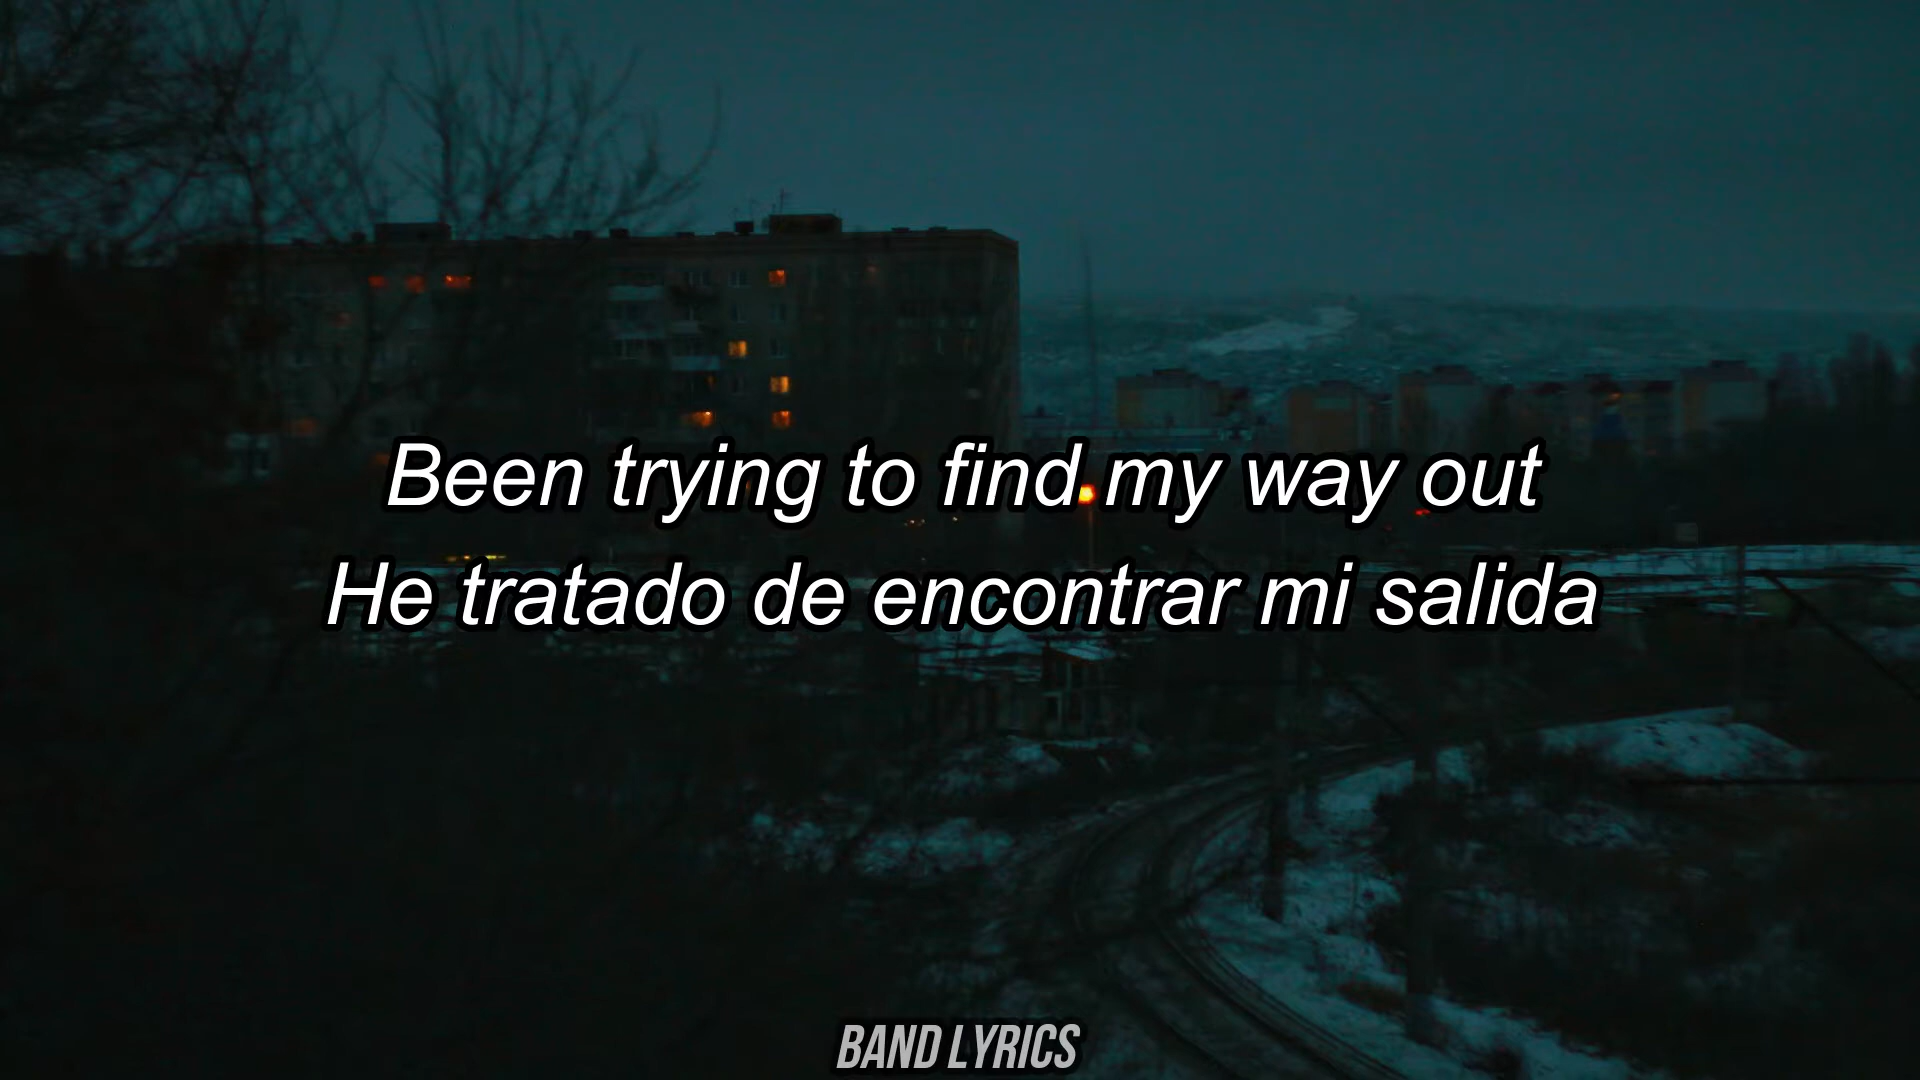 Been trying to find my way out
He tratado de encontrar mi salida
BAND LYRICS